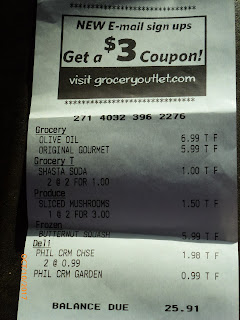 NEW E-mail sign ups
Get a $3 Coupon!
visit groceryoutlet.com
271 4032 396 2276
Grocery
OLIVE OIL 6.99 T F
ORIGINAL GOURMET 5.99 T F
Grocery T
SHASTA SODA 1.00 T F
2 @ 2 FOR 1.00
Produce
SLICED MUSHROOMS 1.50 T F
1 @ 2 FOR 3.00
Frozen
BUTTERNUT SQUASH 5.99 T F
Deli
PHIL CRM CHSE 1.98 T F
2 @ 0.99
PHIL CRM GARDEN 0.99 T F
BALANCE DUE 25.91